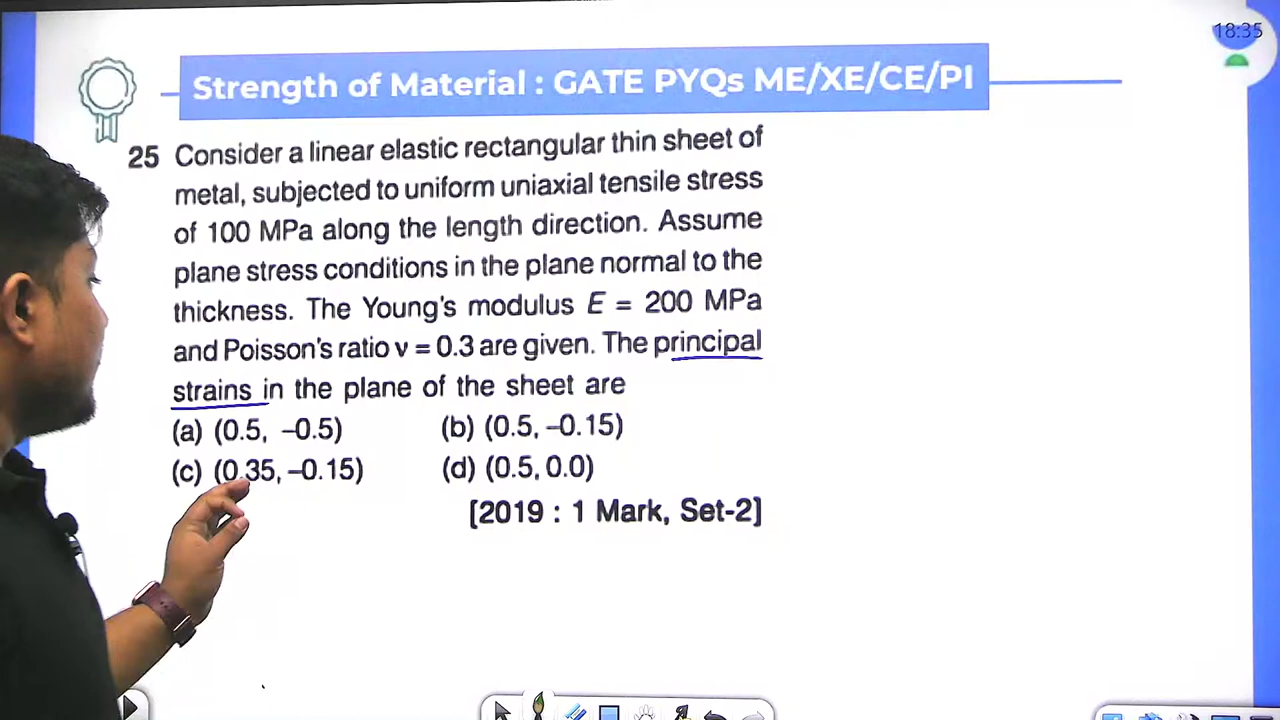 18:35
Strength of Material : GATE PYQs ME/XE/CE/PI
25 Consider a linear elastic rectangular thin sheet of
metal, subjected to uniform uniaxial tensile stress
of 100 MPa along the length direction. Assume
plane stress conditions in the plane normal to the
thickness. The Young's modulus E = 200 MPa
and Poisson's ratio v = 0.3 are given. The principal
strains in the plane of the sheet are
(a) (0.5, –0.5) (b) (0.5, –0.15)
(c) (0.35, –0.15) (d) (0.5, 0.0)
[2019 : 1 Mark, Set-2]